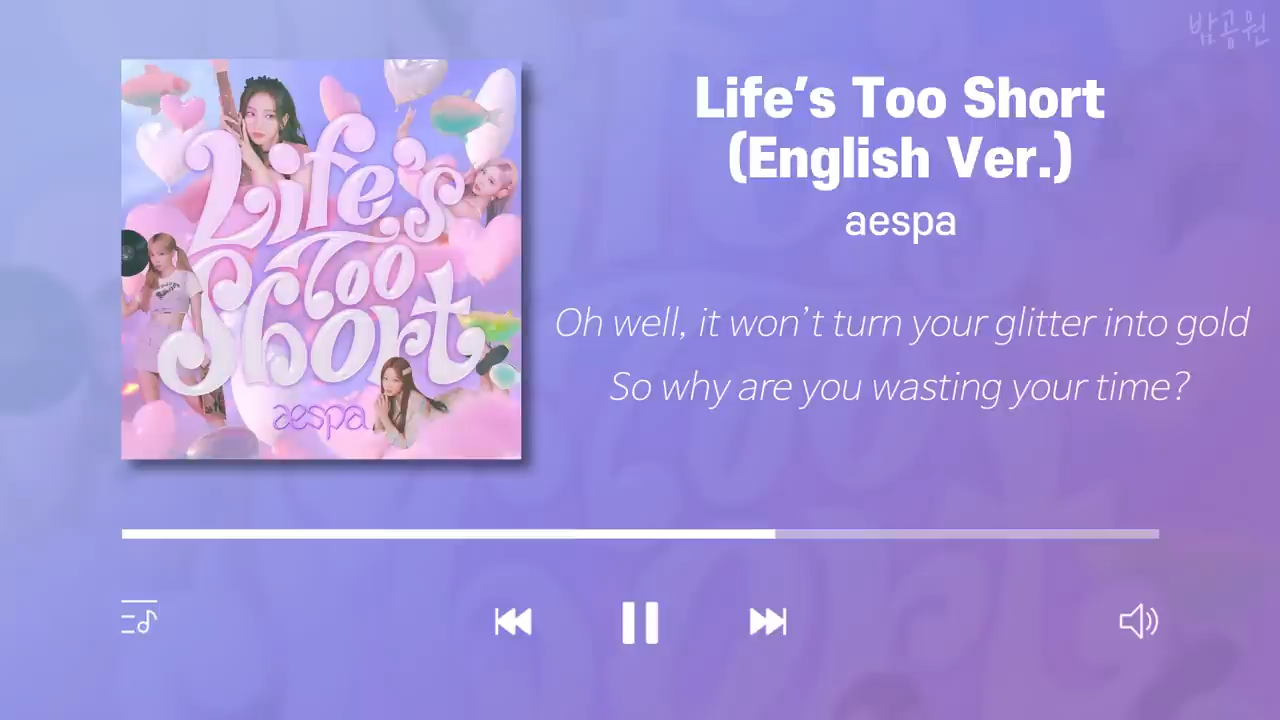 밤공원
Life's
Too
Short
aespa
Life's Too Short
(English Ver.)
aespa
Oh well, it won't turn your glitter into gold
So why are you wasting your time?